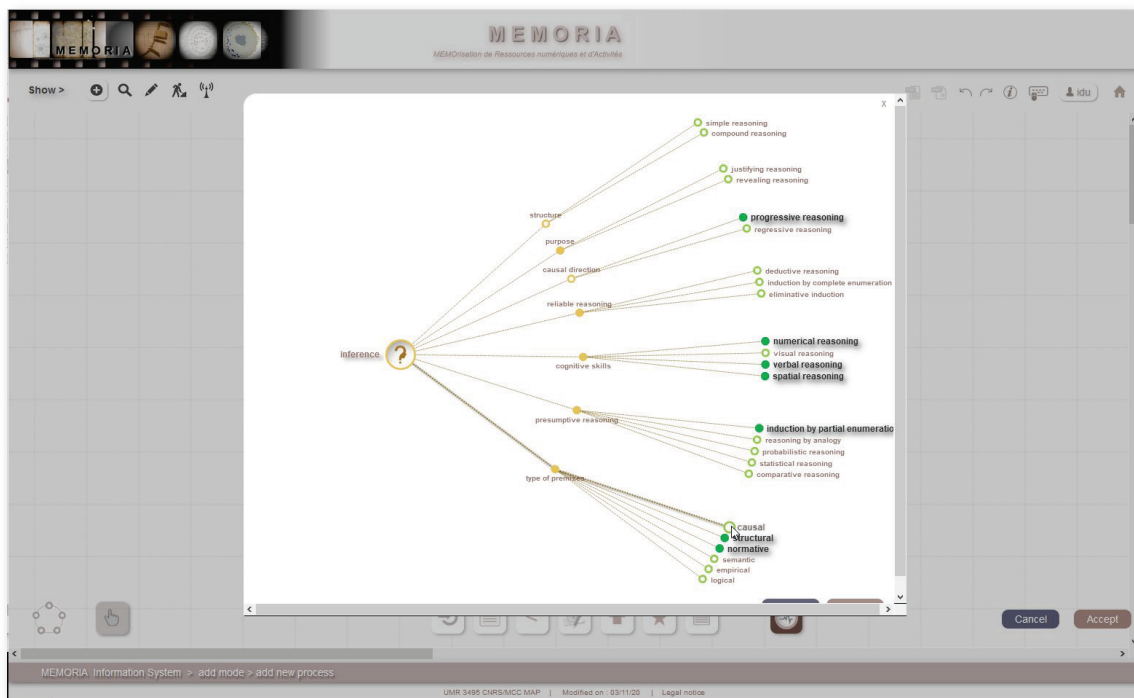 MEMORIA
MEMORIA
MEMOrisation de Ressources numériques et d'Activités
Show >
idu
X
simple reasoning
compound reasoning
justifying reasoning
revealing reasoning
structure
progressive reasoning
regressive reasoning
purpose
causal direction
deductive reasoning
induction by complete enumeration
eliminative induction
reliable reasoning
inference
?
numerical reasoning
visual reasoning
verbal reasoning
spatial reasoning
cognitive skills
presumptive reasoning
induction by partial enumeratio
reasoning by analogy
probabilistic reasoning
statistical reasoning
comparative reasoning
type of premises
causal
structural
normative
semantic
empirical
logical
Cancel
Accept
MEMORIA Information System > add mode > add new process
UMR 3495 CNRS/MCC MAP | Modified on : 03/11/20 | Legal notice